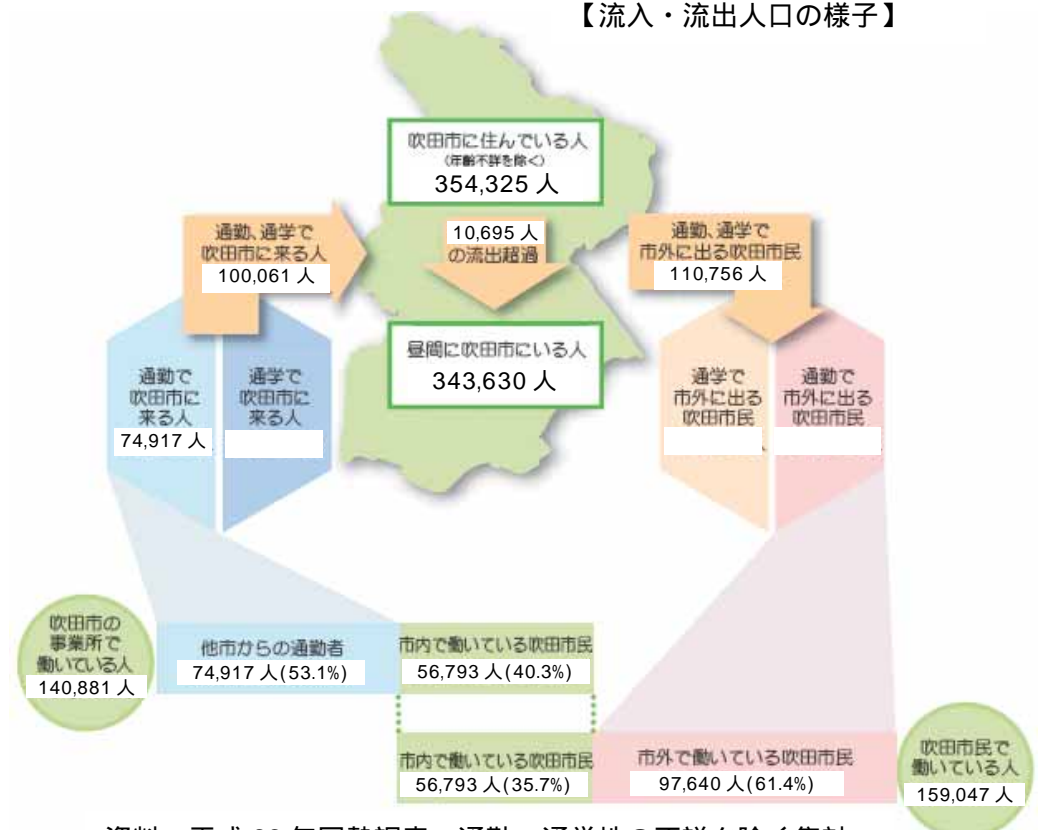 【流入・流出人口の様子】
吹田市に住んでいる人
(年齢不詳を除く)
354,325 人
通勤、通学で
吹田市に来る人
100,061 人
10,695 人
の流出超過
通勤、通学で
市外に出る吹田市民
110,756 人
昼間に吹田市にいる人
343,630 人
通勤で
吹田市に
来る人
74,917 人
通学で
吹田市に
来る人
通学で
市外に出る
吹田市民
通勤で
市外に出る
吹田市民
吹田市の
事業所で
働いている人
140,881 人
他市からの通勤者
74,917 人(53.1%)
市内で働いている吹田市民
56,793 人(40.3%)
市内で働いている吹田市民
56,793 人(35.7%)
市外で働いている吹田市民
97,640 人(61.4%)
吹田市民で
働いている人
159,047 人